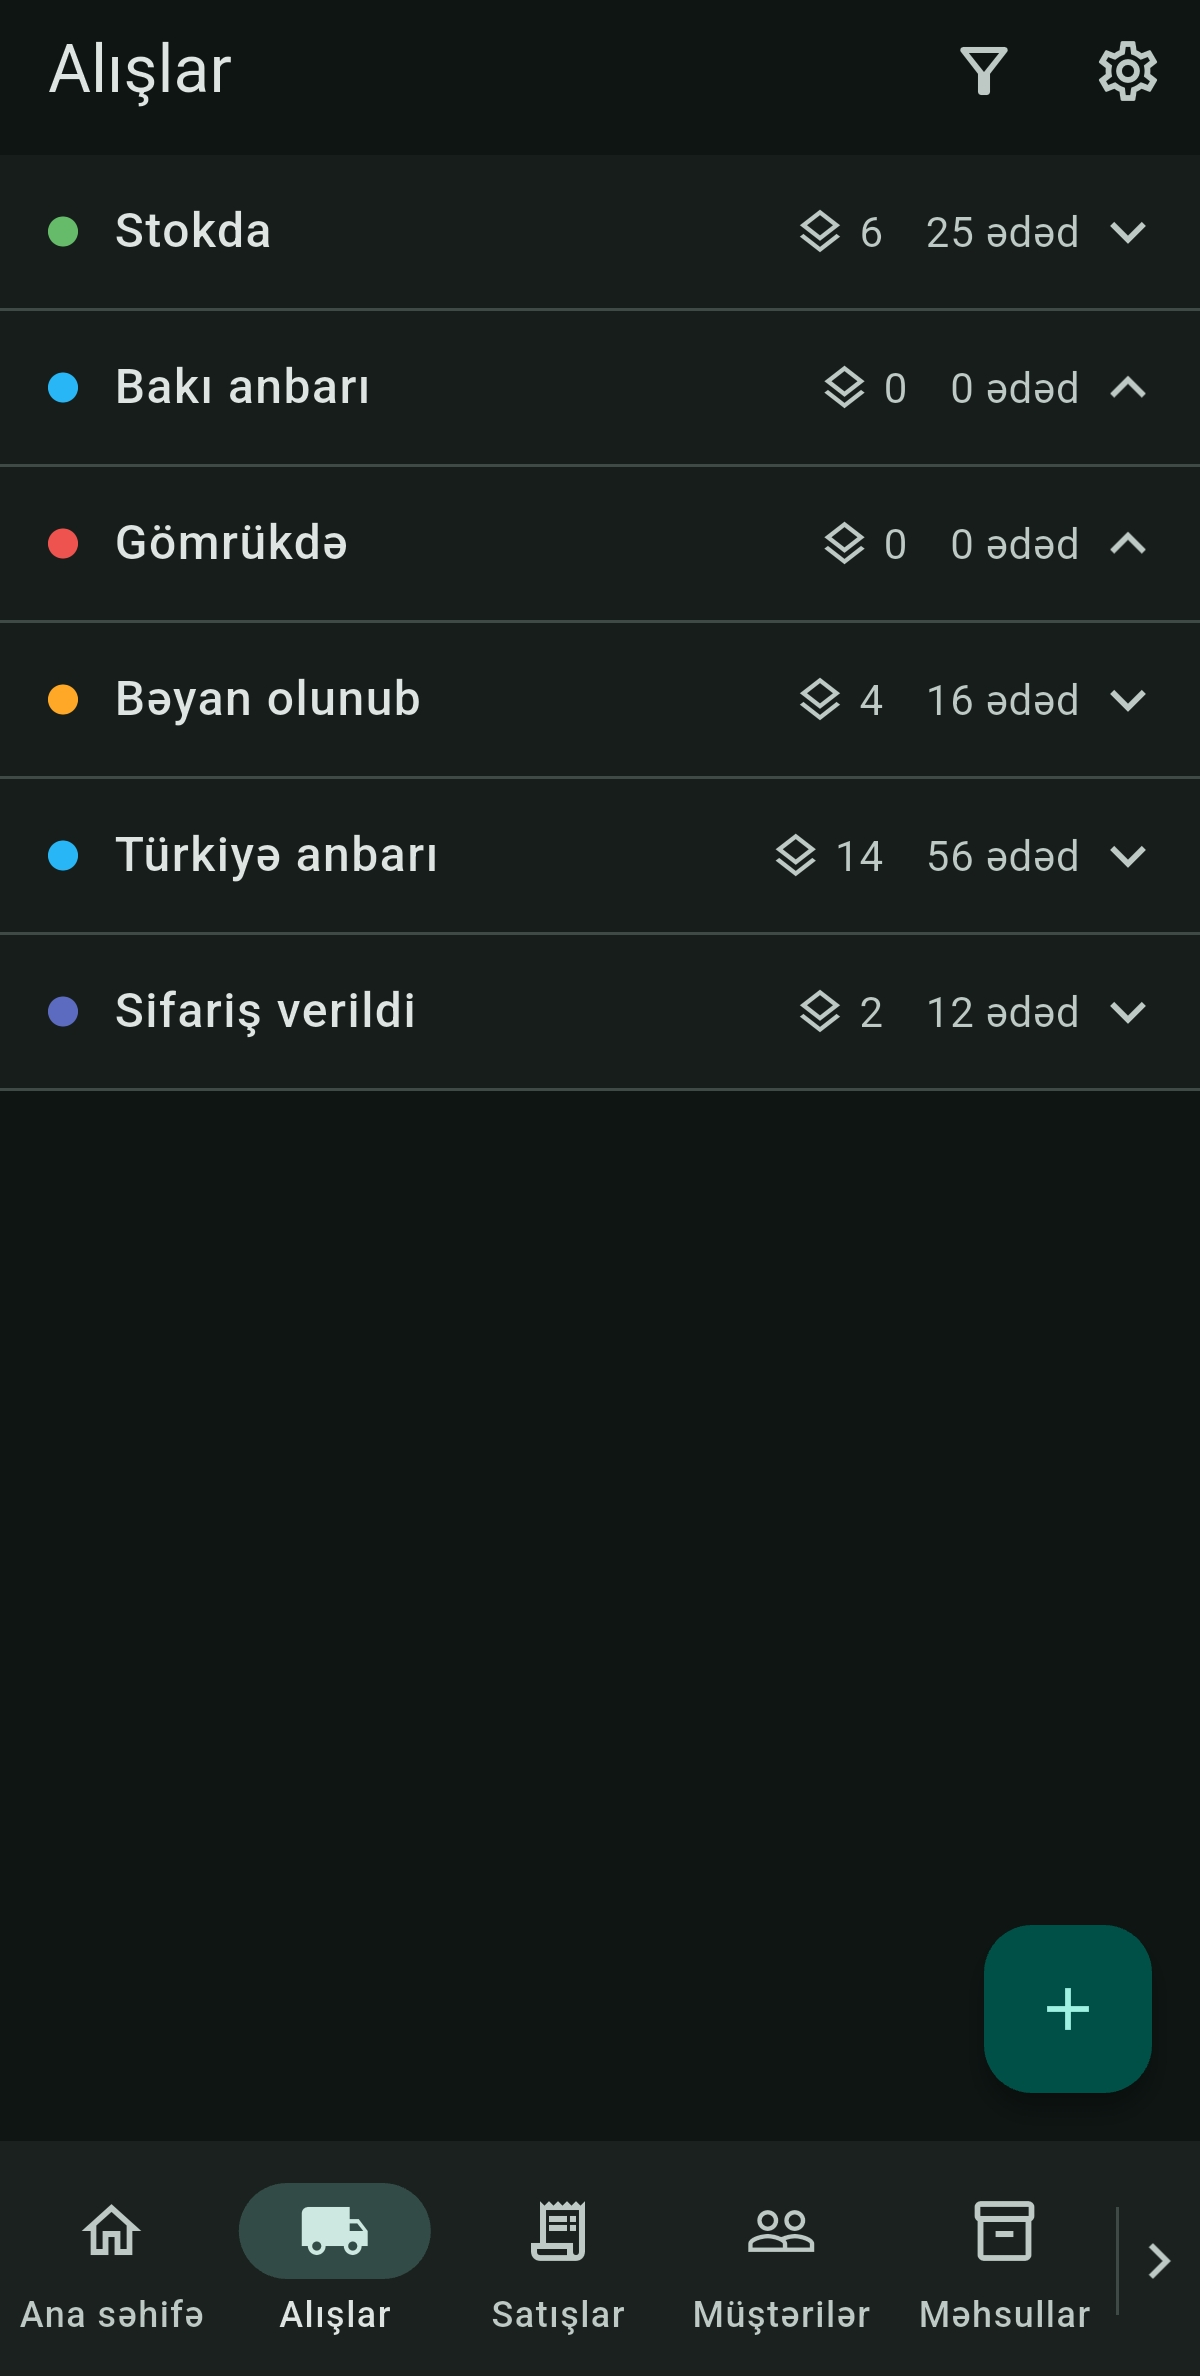 Alışlar
Stokda 6 25 ədəd
Bakı anbarı 0 0 ədəd
Gömrükdə 0 0 ədəd
Bəyan olunub 4 16 ədəd
Türkiyə anbarı 14 56 ədəd
Sifariş verildi 2 12 ədəd
Ana səhifə Alışlar Satışlar Müştərilər Məhsullar